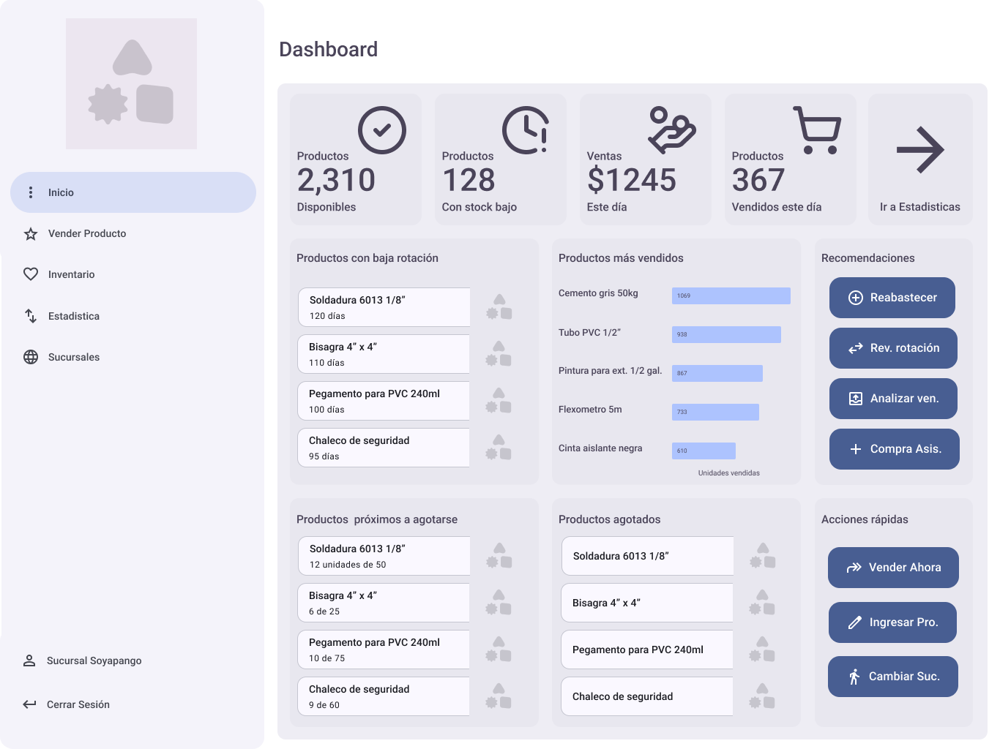 Dashboard
Inicio
Vender Producto
Inventario
Estadistica
Sucursales
Sucursal Soyapango
Cerrar Sesión
Productos
2,310
Disponibles
Productos
128
Con stock bajo
Ventas
$1245
Este día
Productos
367
Vendidos este día
Ir a Estadisticas
Productos con baja rotación
Soldadura 6013 1/8”
120 días
Bisagra 4” x 4”
110 días
Pegamento para PVC 240ml
100 días
Chaleco de seguridad
95 días
Productos más vendidos
Cemento gris 50kg
1069
Tubo PVC 1/2”
938
Pintura para ext. 1/2 gal.
867
Flexometro 5m
733
Cinta aislante negra
610
Unidades vendidas
Recomendaciones
Reabastecer
Rev. rotación
Analizar ven.
Compra Asis.
Productos  próximos a agotarse
Soldadura 6013 1/8”
12 unidades de 50
Bisagra 4” x 4”
6 de 25
Pegamento para PVC 240ml
10 de 75
Chaleco de seguridad
9 de 60
Productos agotados
Soldadura 6013 1/8”
Bisagra 4” x 4”
Pegamento para PVC 240ml
Chaleco de seguridad
Acciones rápidas
Vender Ahora
Ingresar Pro.
Cambiar Suc.